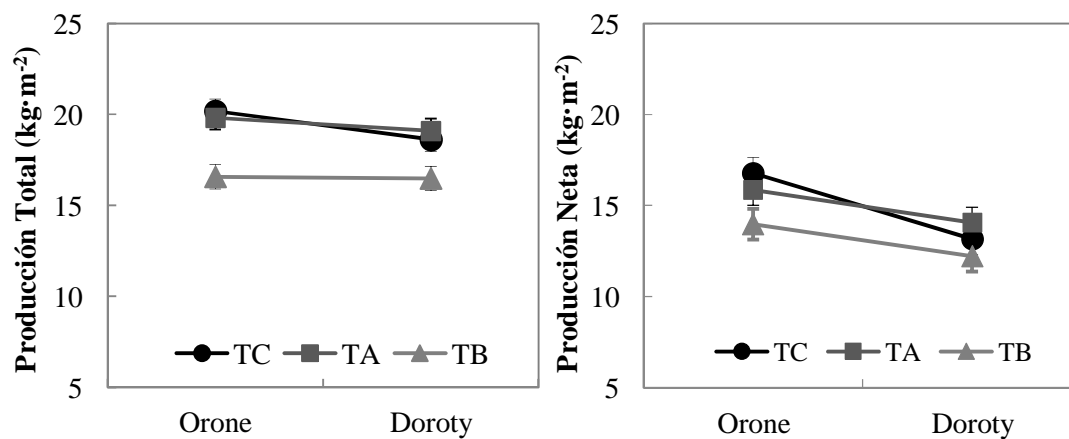 Producción Total (kg·m-2)
25
20
15
10
5
TC TA TB
Orone Doroty
Producción Neta (kg·m-2)
25
20
15
10
5
TC TA TB
Orone Doroty